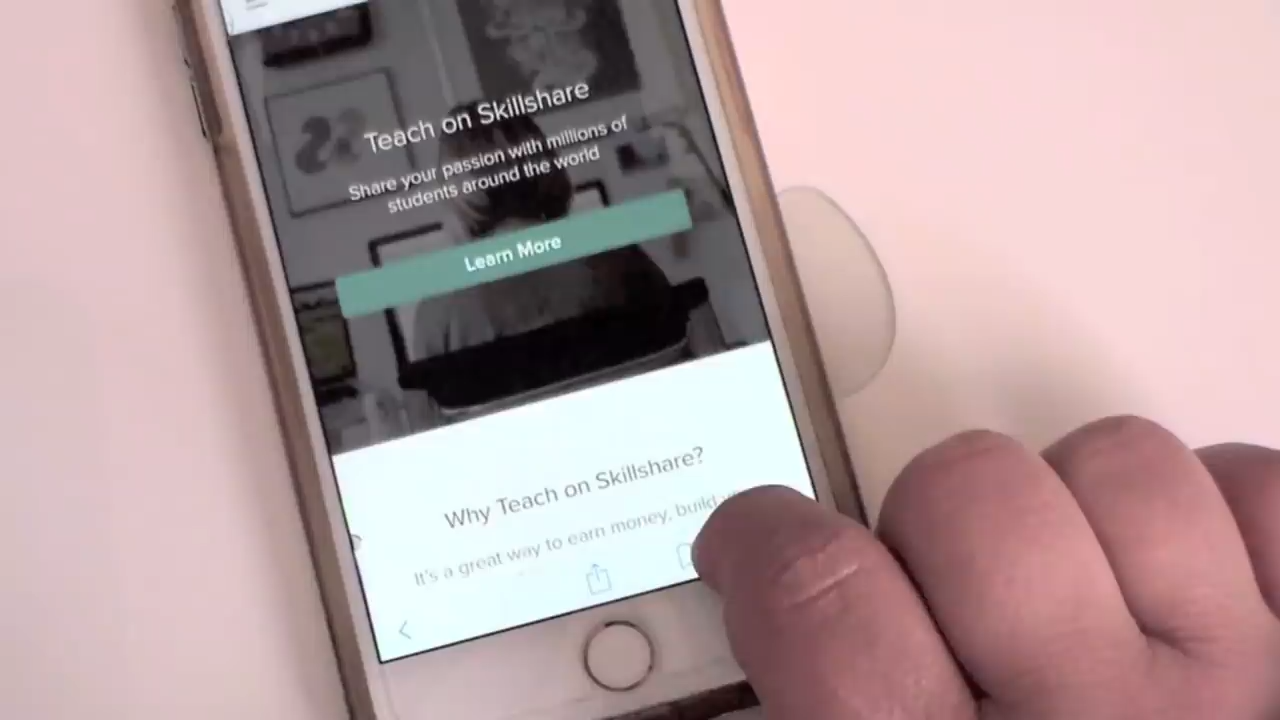 Teach on Skillshare
Share your passion with millions of
students around the world
Learn More
Why Teach on Skillshare?
It's a great way to earn money, build